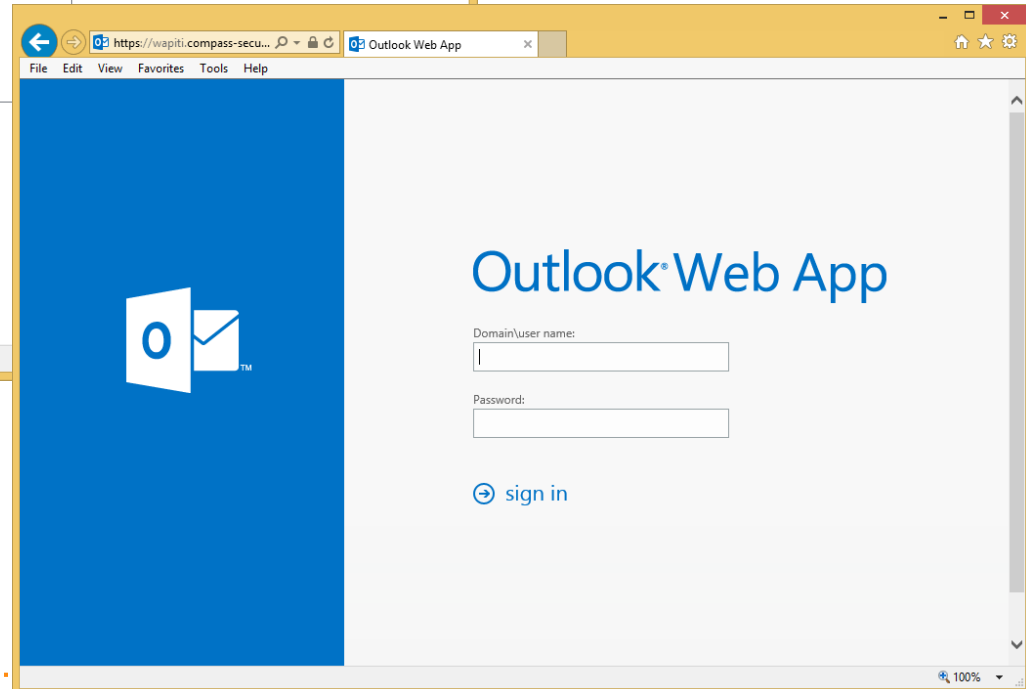 https://wapiti.compass-secu...
Outlook Web App
File Edit View Favorites Tools Help
O
TM
Outlook® Web App
Domain\user name:
Password:
sign in
100%